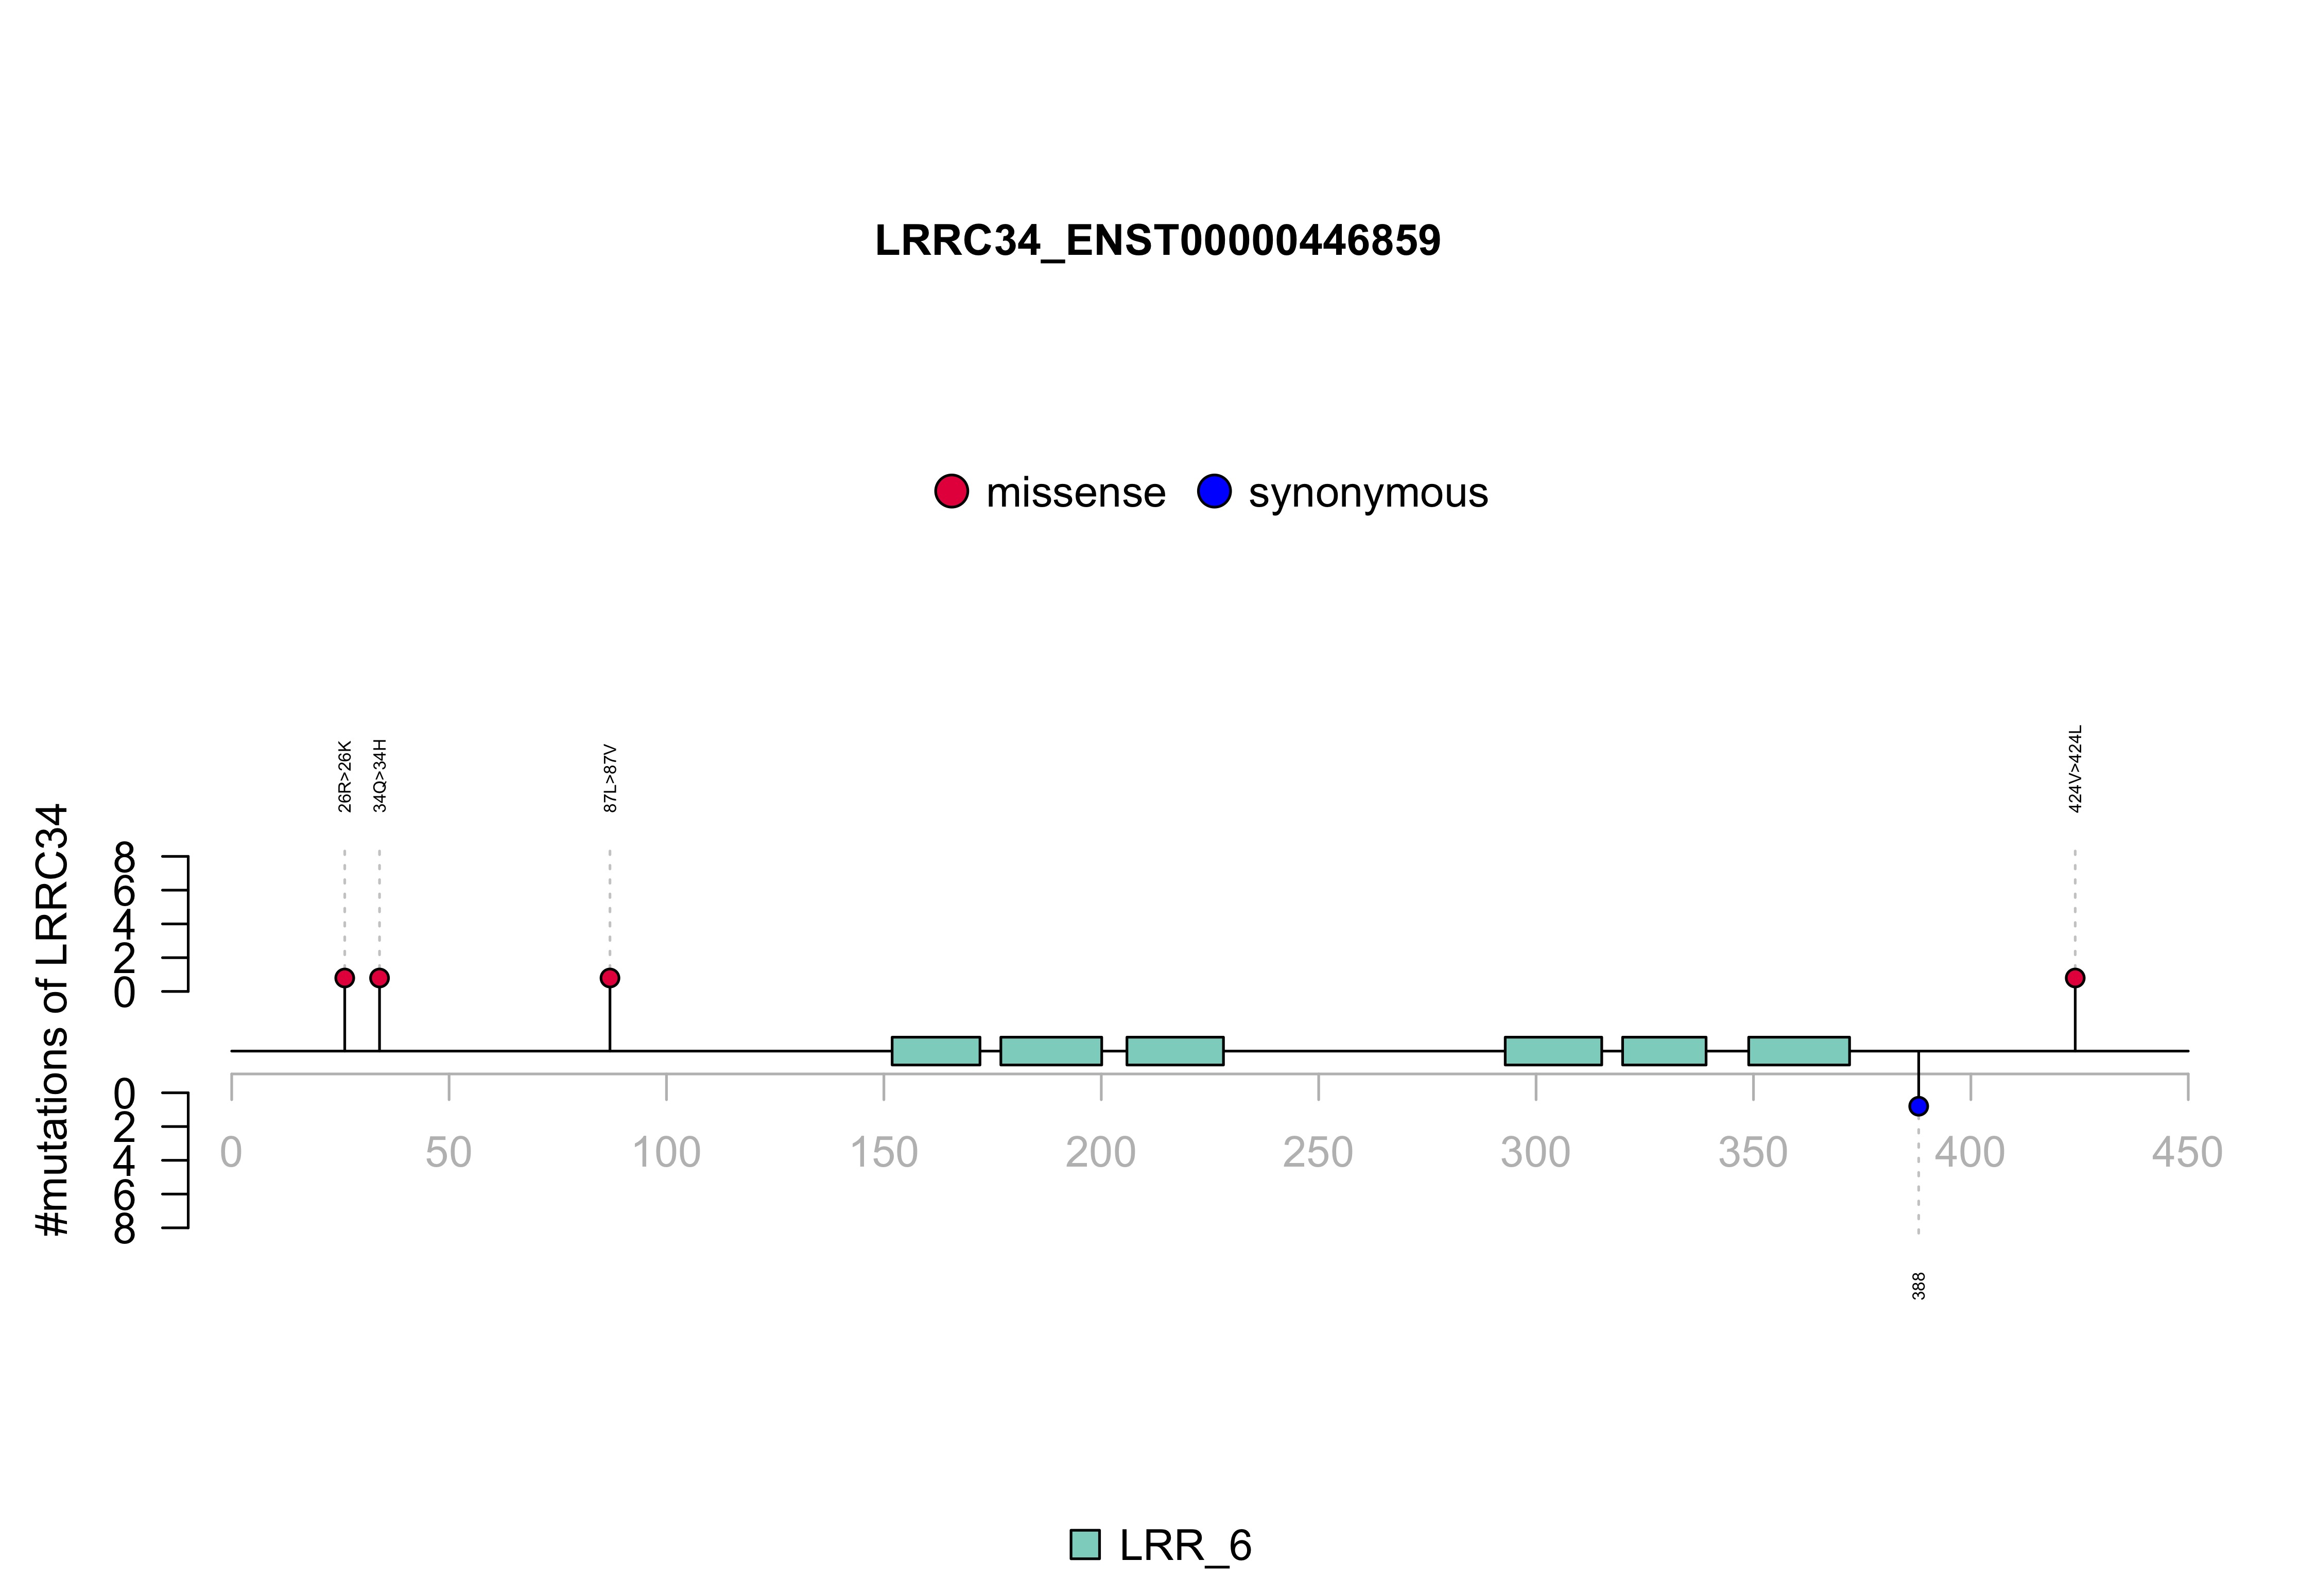 LRRC34_ENST00000446859
missense synonymous
26R>26K
34Q>34H
87L>87V
424V>424L
#mutations of LRRC34
8
6
4
2
0
0
2
4
6
8
0 50 100 150 200 250 300 350 400 450
388
LRR_6